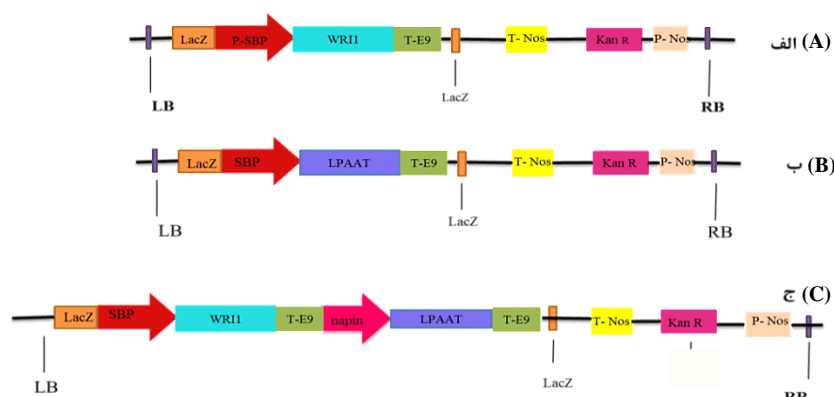 LacZ P-SBP WRI1 T-E9 T- Nos Kan R P- Nos (A) الف
LacZ
LB RB
LacZ SBP LPAAT T-E9 T- Nos Kan R P- Nos (B) ب
LacZ
LB RB
(C) ج
LacZ SBP WRI1 T-E9 napin LPAAT T-E9 T- Nos Kan R P- Nos
LB LacZ RB